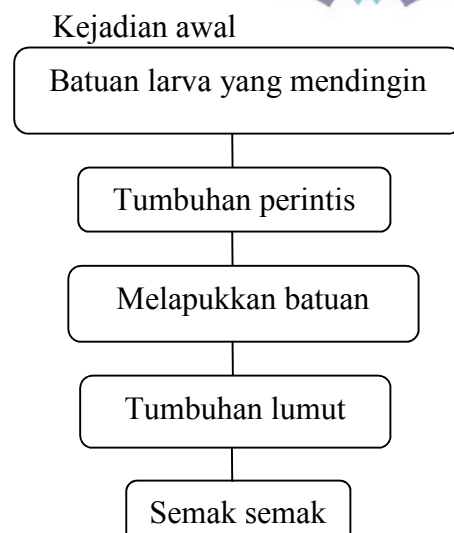 Kejadian awal
Batuan larva yang mendingin
Tumbuhan perintis
Melapukkan batuan
Tumbuhan lumut
Semak semak